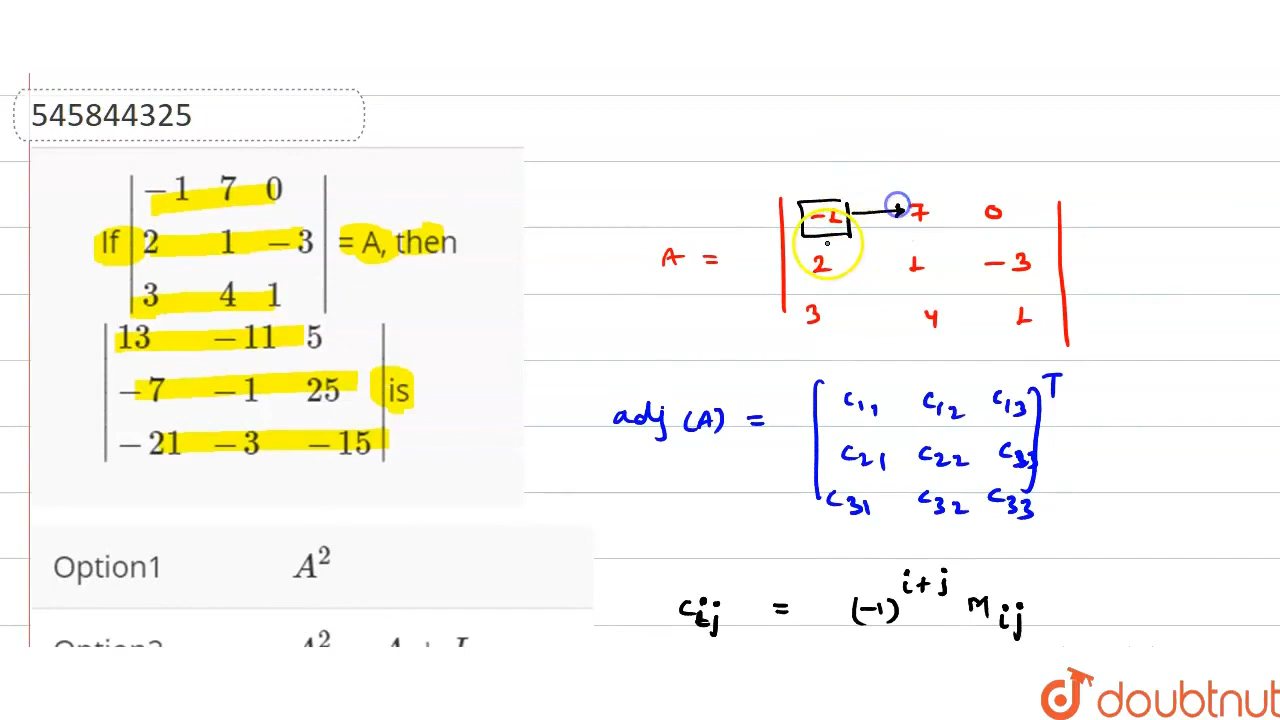 545844325
If | -1 7 0 |
| 2 1 -3 | = A, then
| 3 4 1 |
| 13 -11 5 |
| -7 -1 25 | is
| -21 -3 -15 |
Option1 A²
A = | -1 7 0 |
| 2 1 -3 |
| 3 4 1 |
adj (A) = [ C11 C12 C13 ]T
C21 C22
C31 C32 C33
Cij = (-1)^i+j Mij
doubtnut